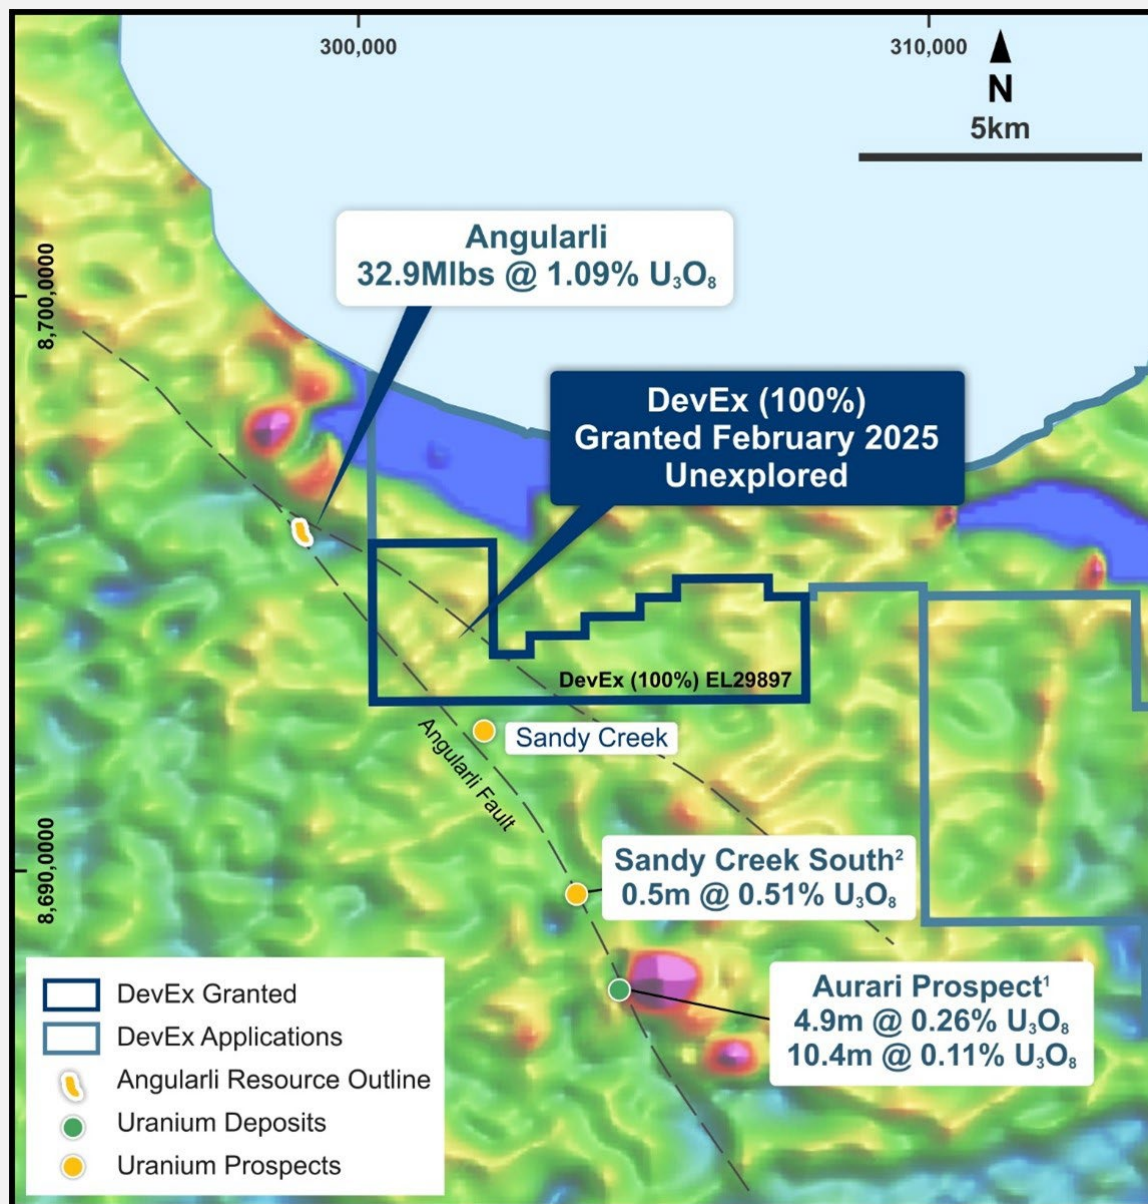 300,000
310,000
N
5km
8,700,0000
Angularli
32.9Mlbs @ 1.09% U₃O₈
DevEx (100%)
Granted February 2025
Unexplored
DevEx (100%) EL29897
Sandy Creek
Angularli Fault
8,690,0000
Sandy Creek South²
0.5m @ 0.51% U₃O₈
Aurari Prospect¹
4.9m @ 0.26% U₃O₈
10.4m @ 0.11% U₃O₈
DevEx Granted
DevEx Applications
Angularli Resource Outline
Uranium Deposits
Uranium Prospects